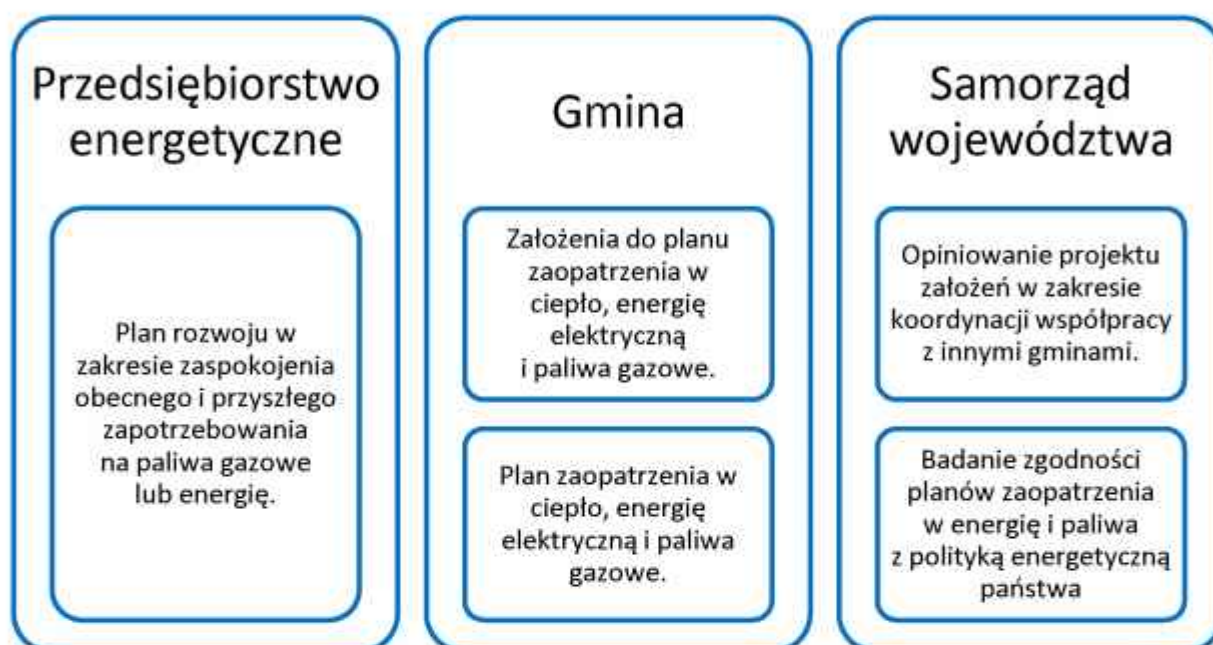 Przedsiębiorstwo
energetyczne
Plan rozwoju w
zakresie zaspokojenia
obecnego i przyszłego
zapotrzebowania
na paliwa gazowe
lub energię.
Gmina
Założenia do planu
zaopatrzenia w
ciepło, energię
elektryczną
i paliwa gazowe.
Plan zaopatrzenia w
ciepło, energię
elektryczną i paliwa
gazowe.
Samorząd
województwa
Opiniowanie projektu
założeń w zakresie
koordynacji współpracy
z innymi gminami.
Badanie zgodności
planów zaopatrzenia
w energię i paliwa
z polityką energetyczną
państwa